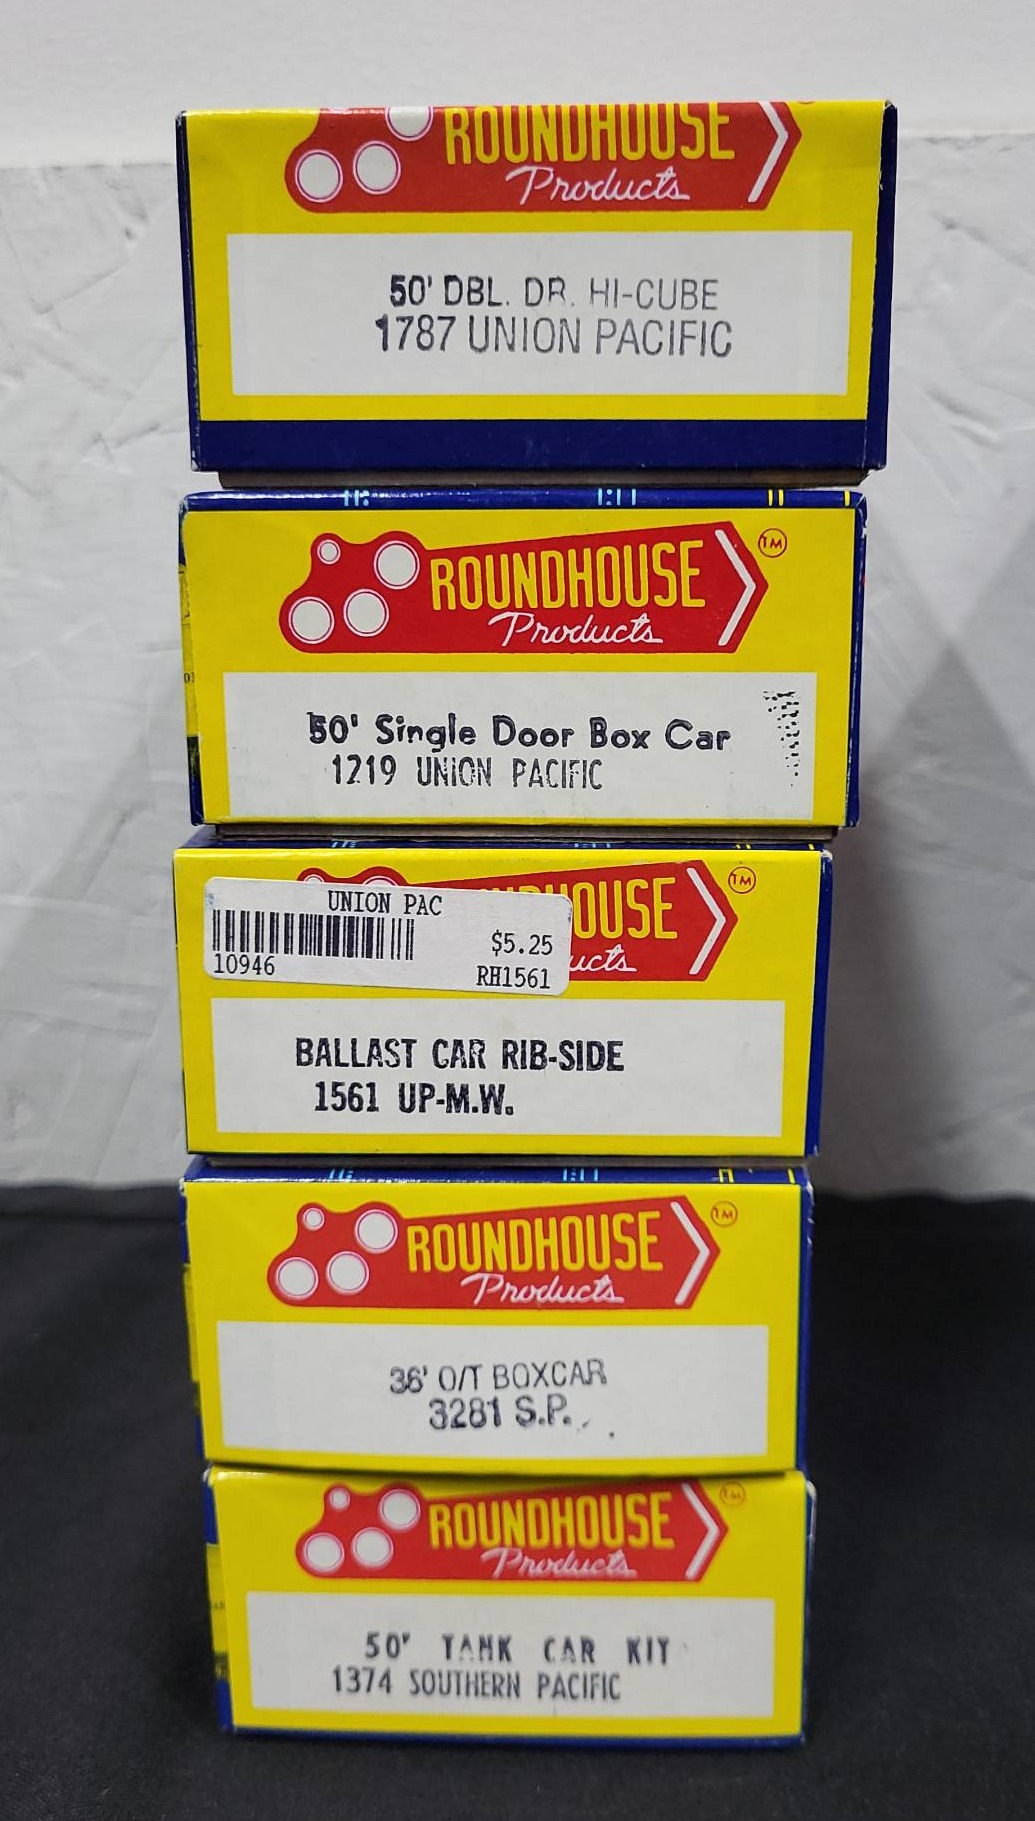 ROUNDHOUSE
Products
50' DBL. DR. HI-CUBE
1787 UNION PACIFIC
ROUNDHOUSE
Products
TM
50' Single Door Box Car
1219 UNION PACIFIC
UNION PAC
$5.25
10946
RH1561
OUSE
ucts
TM
BALLAST CAR RIB-SIDE
1561 UP-M.W.
ROUNDHOUSE
Products
TM
36' O/T BOXCAR
3281 S.P.
ROUNDHOUSE
Products
TM
50' TANK CAR KIT
1374 SOUTHERN PACIFIC